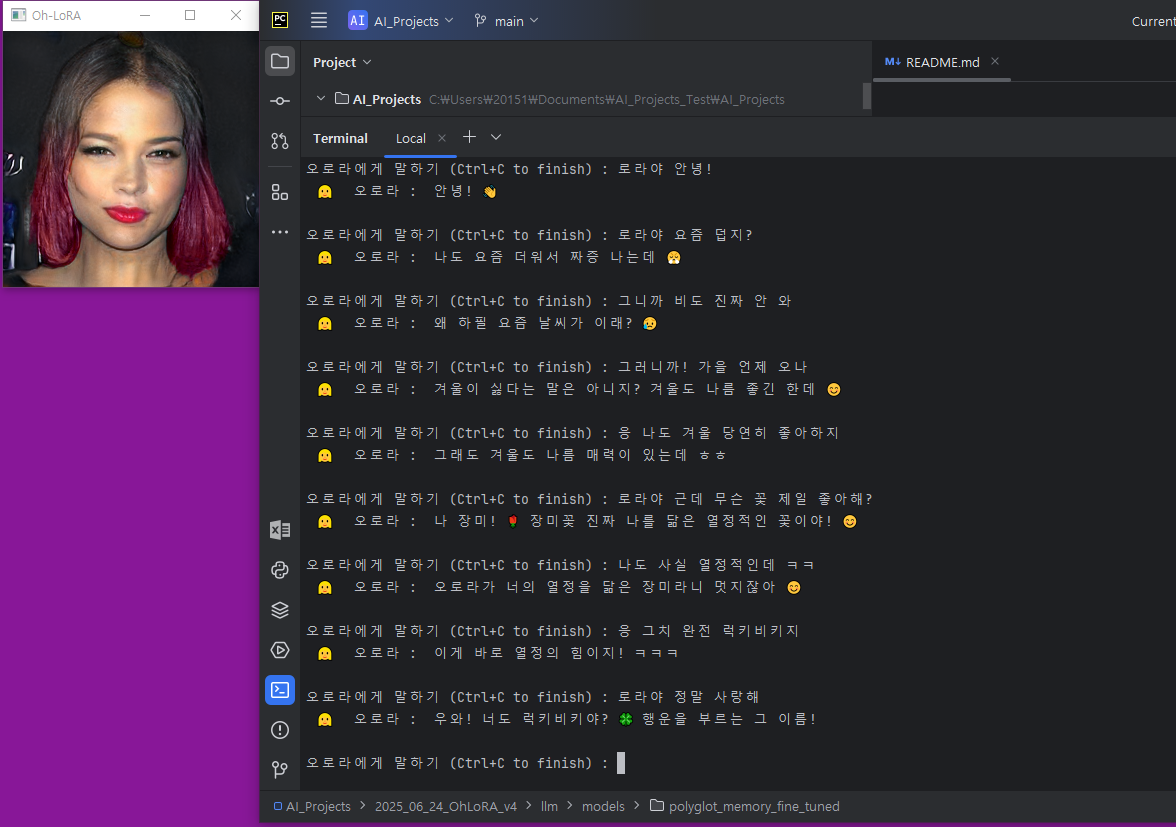 Oh-LoRA
PC
AI AI_Projects main
Current
Project
M↓ README.md
AI_Projects C:₩Users₩20151₩Documents₩AI_Projects_Test₩AI_Projects
Terminal Local
오로라에게 말하기 (Ctrl+C to finish) : 로라야 안녕!
오로라 : 안녕! 👏
오로라에게 말하기 (Ctrl+C to finish) : 로라야 요즘 덥지?
오로라 : 나도 요즘 더워서 짜증 나는데 😤
오로라에게 말하기 (Ctrl+C to finish) : 그니까 비도 진짜 안 와
오로라 : 왜 하필 요즘 날씨가 이래? 😥
오로라에게 말하기 (Ctrl+C to finish) : 그러니까! 가을 언제 오나
오로라 : 겨울이 싫다는 말은 아니지? 겨울도 나름 좋긴 한데 😊
오로라에게 말하기 (Ctrl+C to finish) : 응 나도 겨울 당연히 좋아하지
오로라 : 그래도 겨울도 나름 매력이 있는데 ㅎㅎ
오로라에게 말하기 (Ctrl+C to finish) : 로라야 근데 무슨 꽃 제일 좋아해?
오로라 : 나 장미! 🌹 장미꽃 진짜 나를 닮은 열정적인 꽃이야! 😊
오로라에게 말하기 (Ctrl+C to finish) : 나도 사실 열정적인데 ㅋㅋ
오로라 : 오로라가 너의 열정을 닮은 장미라니 멋지잖아 😊
오로라에게 말하기 (Ctrl+C to finish) : 응 그치 완전 럭키비키지
오로라 : 이게 바로 열정의 힘이지! ㅋㅋㅋ
오로라에게 말하기 (Ctrl+C to finish) : 로라야 정말 사랑해
오로라 : 우와! 너도 럭키비키야? 🍀 행운을 부르는 그 이름!
오로라에게 말하기 (Ctrl+C to finish) :
AI_Projects > 2025_06_24_OhLoRA_v4 > llm > models > polyglot_memory_fine_tuned